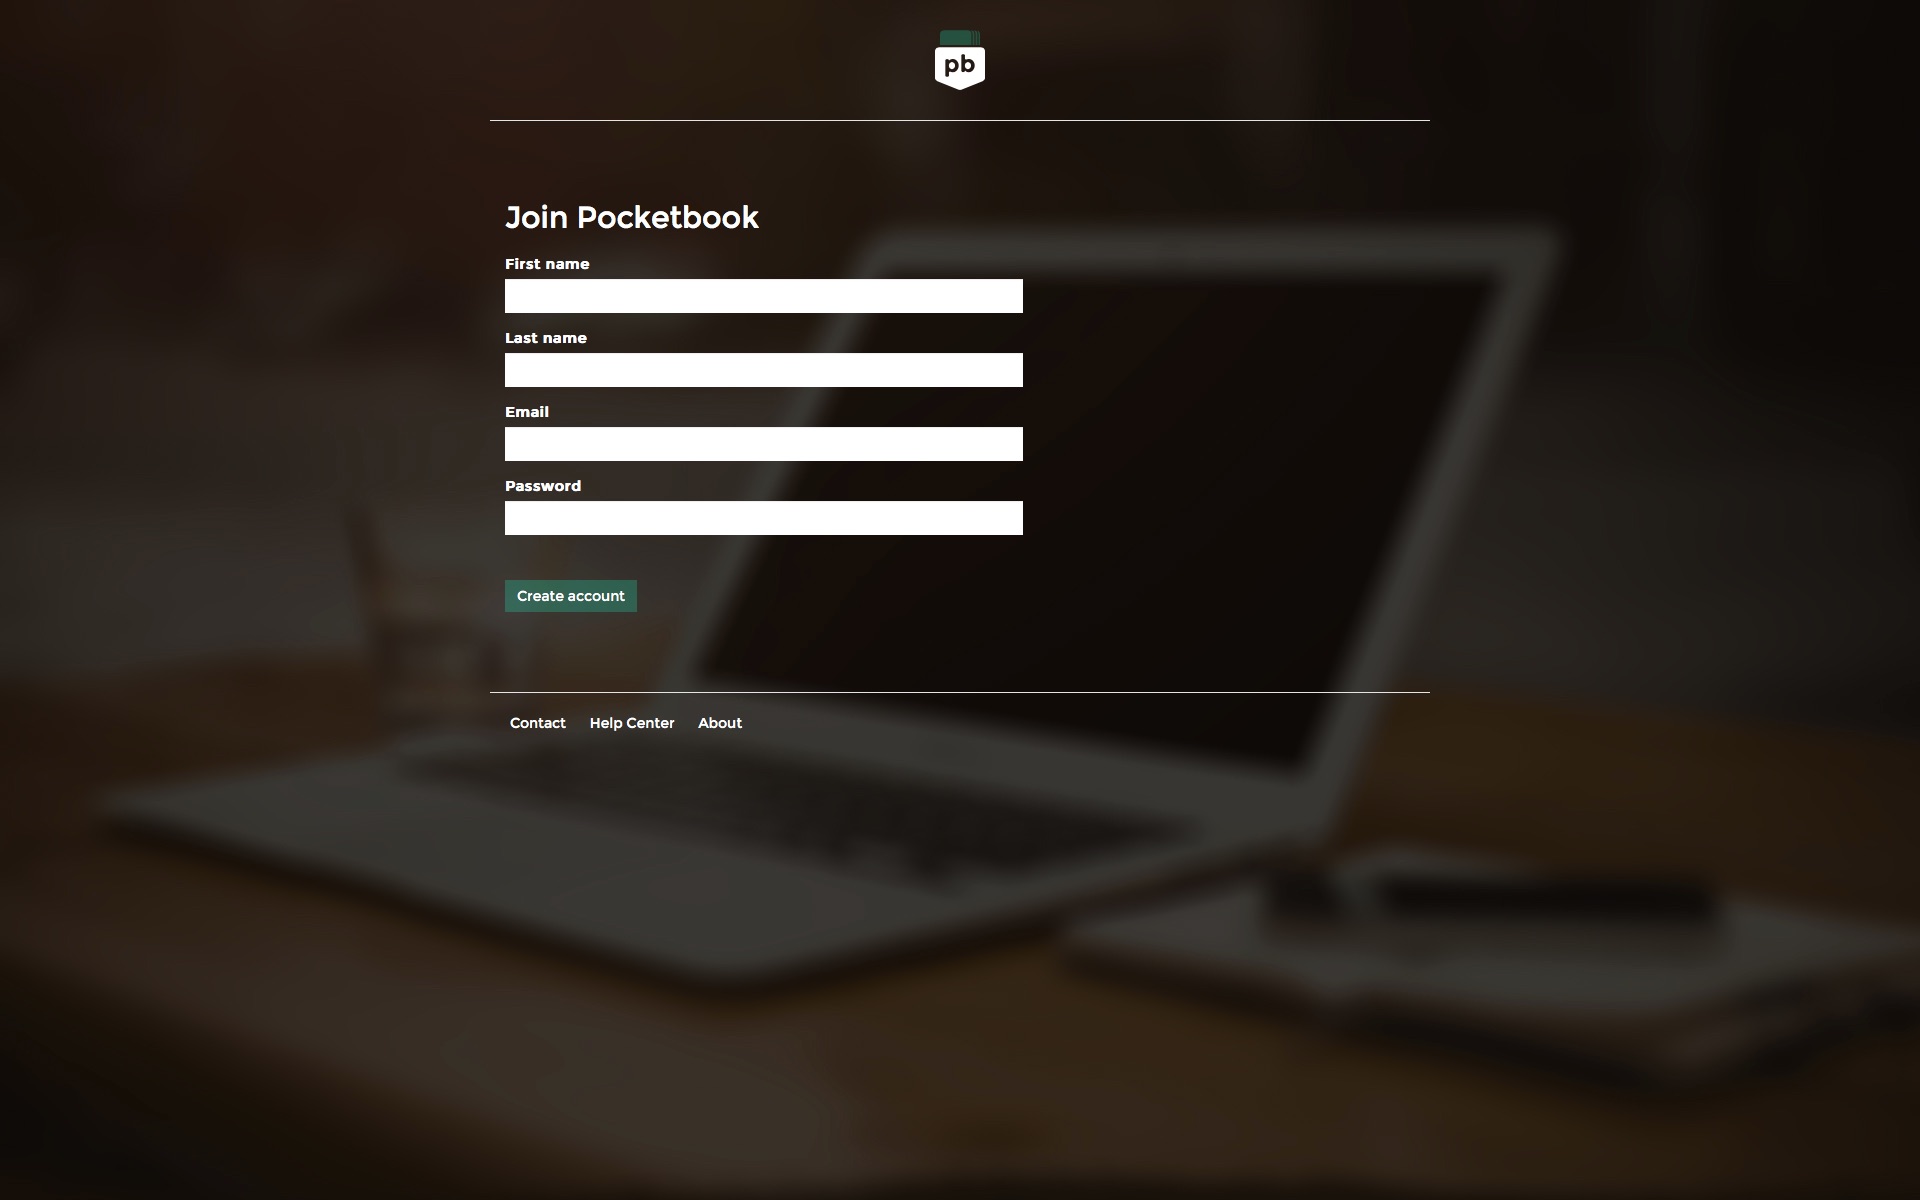 pb
Join Pocketbook
First name
Last name
Email
Password
Create account
Contact Help Center About